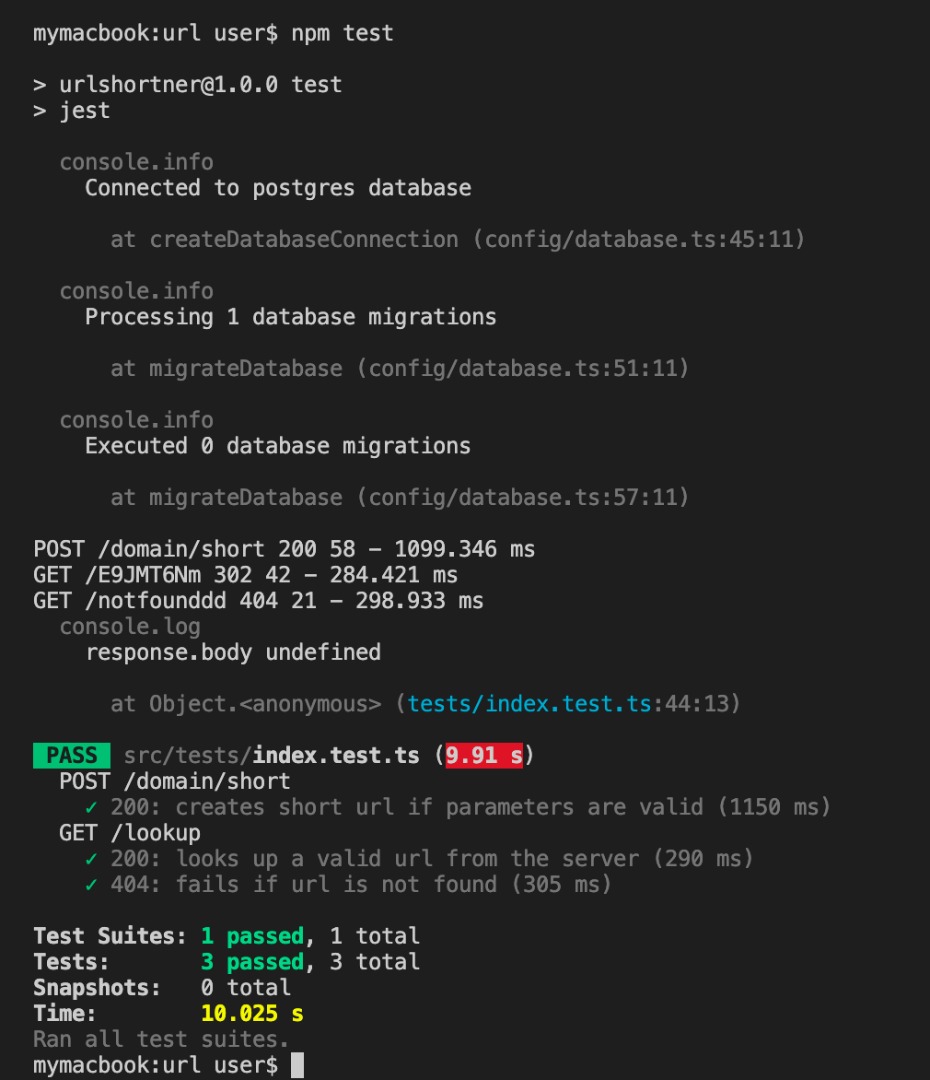 mymacbook:url user$ npm test
> urlshortner@1.0.0 test
> jest
console.info
Connected to postgres database
at createDatabaseConnection (config/database.ts:45:11)
console.info
Processing 1 database migrations
at migrateDatabase (config/database.ts:51:11)
console.info
Executed 0 database migrations
at migrateDatabase (config/database.ts:57:11)
POST /domain/short 200 58 - 1099.346 ms
GET /E9JMT6Nm 302 42 - 284.421 ms
GET /notfounddd 404 21 - 298.933 ms
console.log
response.body undefined
at Object.<anonymous> (tests/index.test.ts:44:13)
PASS src/tests/index.test.ts (9.91 s)
POST /domain/short
✓ 200: creates short url if parameters are valid (1150 ms)
GET /lookup
✓ 200: looks up a valid url from the server (290 ms)
✓ 404: fails if url is not found (305 ms)
Test Suites: 1 passed, 1 total
Tests: 3 passed, 3 total
Snapshots: 0 total
Time: 10.025 s
Ran all test suites.
mymacbook:url user$